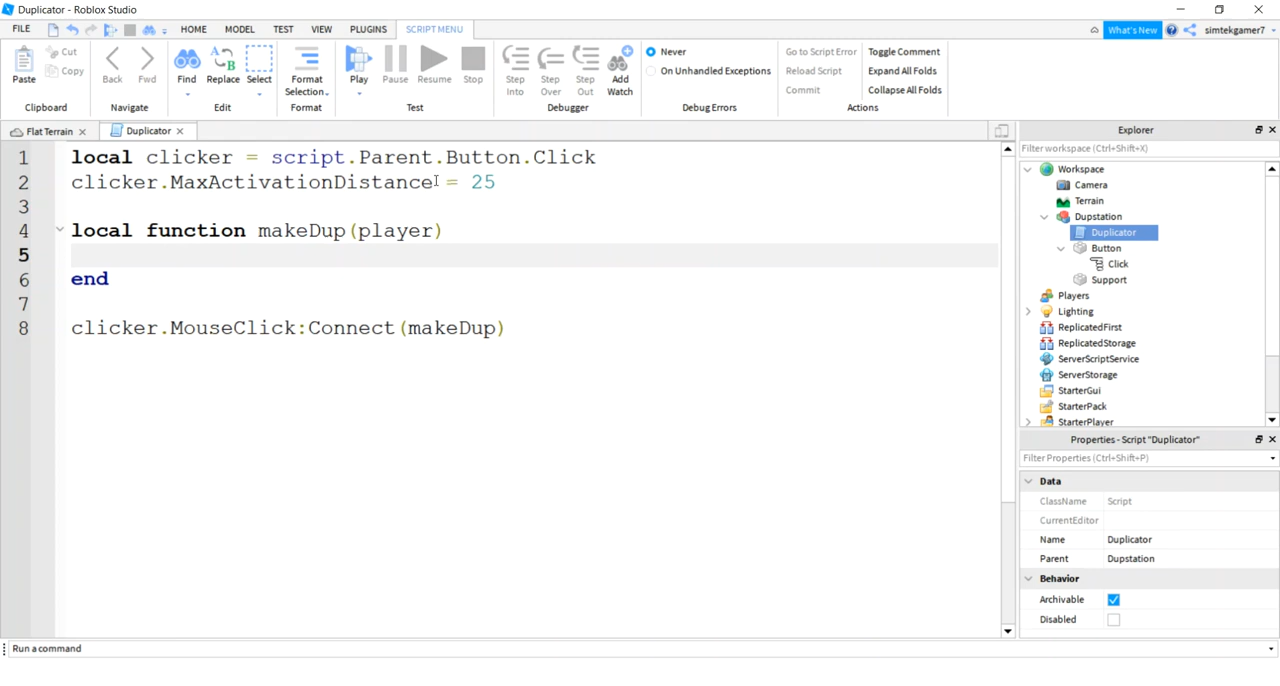 Duplicator - Roblox Studio
FILE HOME MODEL TEST VIEW PLUGINS SCRIPT MENU What's New simtekgamer7
Paste Cut Copy Clipboard
Back Fwd Navigate
Find Replace Select Edit
Format Selection Format
Play Pause Resume Stop Test
Step Into Step Over Step Out Add Watch Debugger
Never
On Unhandled Exceptions
Debug Errors
Go to Script Error Toggle Comment
Reload Script Expand All Folds
Commit Collapse All Folds
Actions
Flat Terrain Duplicator
1 local clicker = script.Parent.Button.Click
2 clicker.MaxActivationDistance = 25
3
4 local function makeDup(player)
5
6 end
7
8 clicker.MouseClick:Connect(makeDup)
Explorer
Filter workspace (Ctrl+Shift+X)
Workspace
Camera
Terrain
Dupstation
Duplicator
Button
Click
Support
Players
Lighting
ReplicatedFirst
ReplicatedStorage
ServerScriptService
ServerStorage
StarterGui
StarterPack
StarterPlayer
Properties - Script "Duplicator"
Filter Properties (Ctrl+Shift+P)
Data
ClassName Script
CurrentEditor
Name Duplicator
Parent Dupstation
Behavior
Archivable
Disabled
Run a command